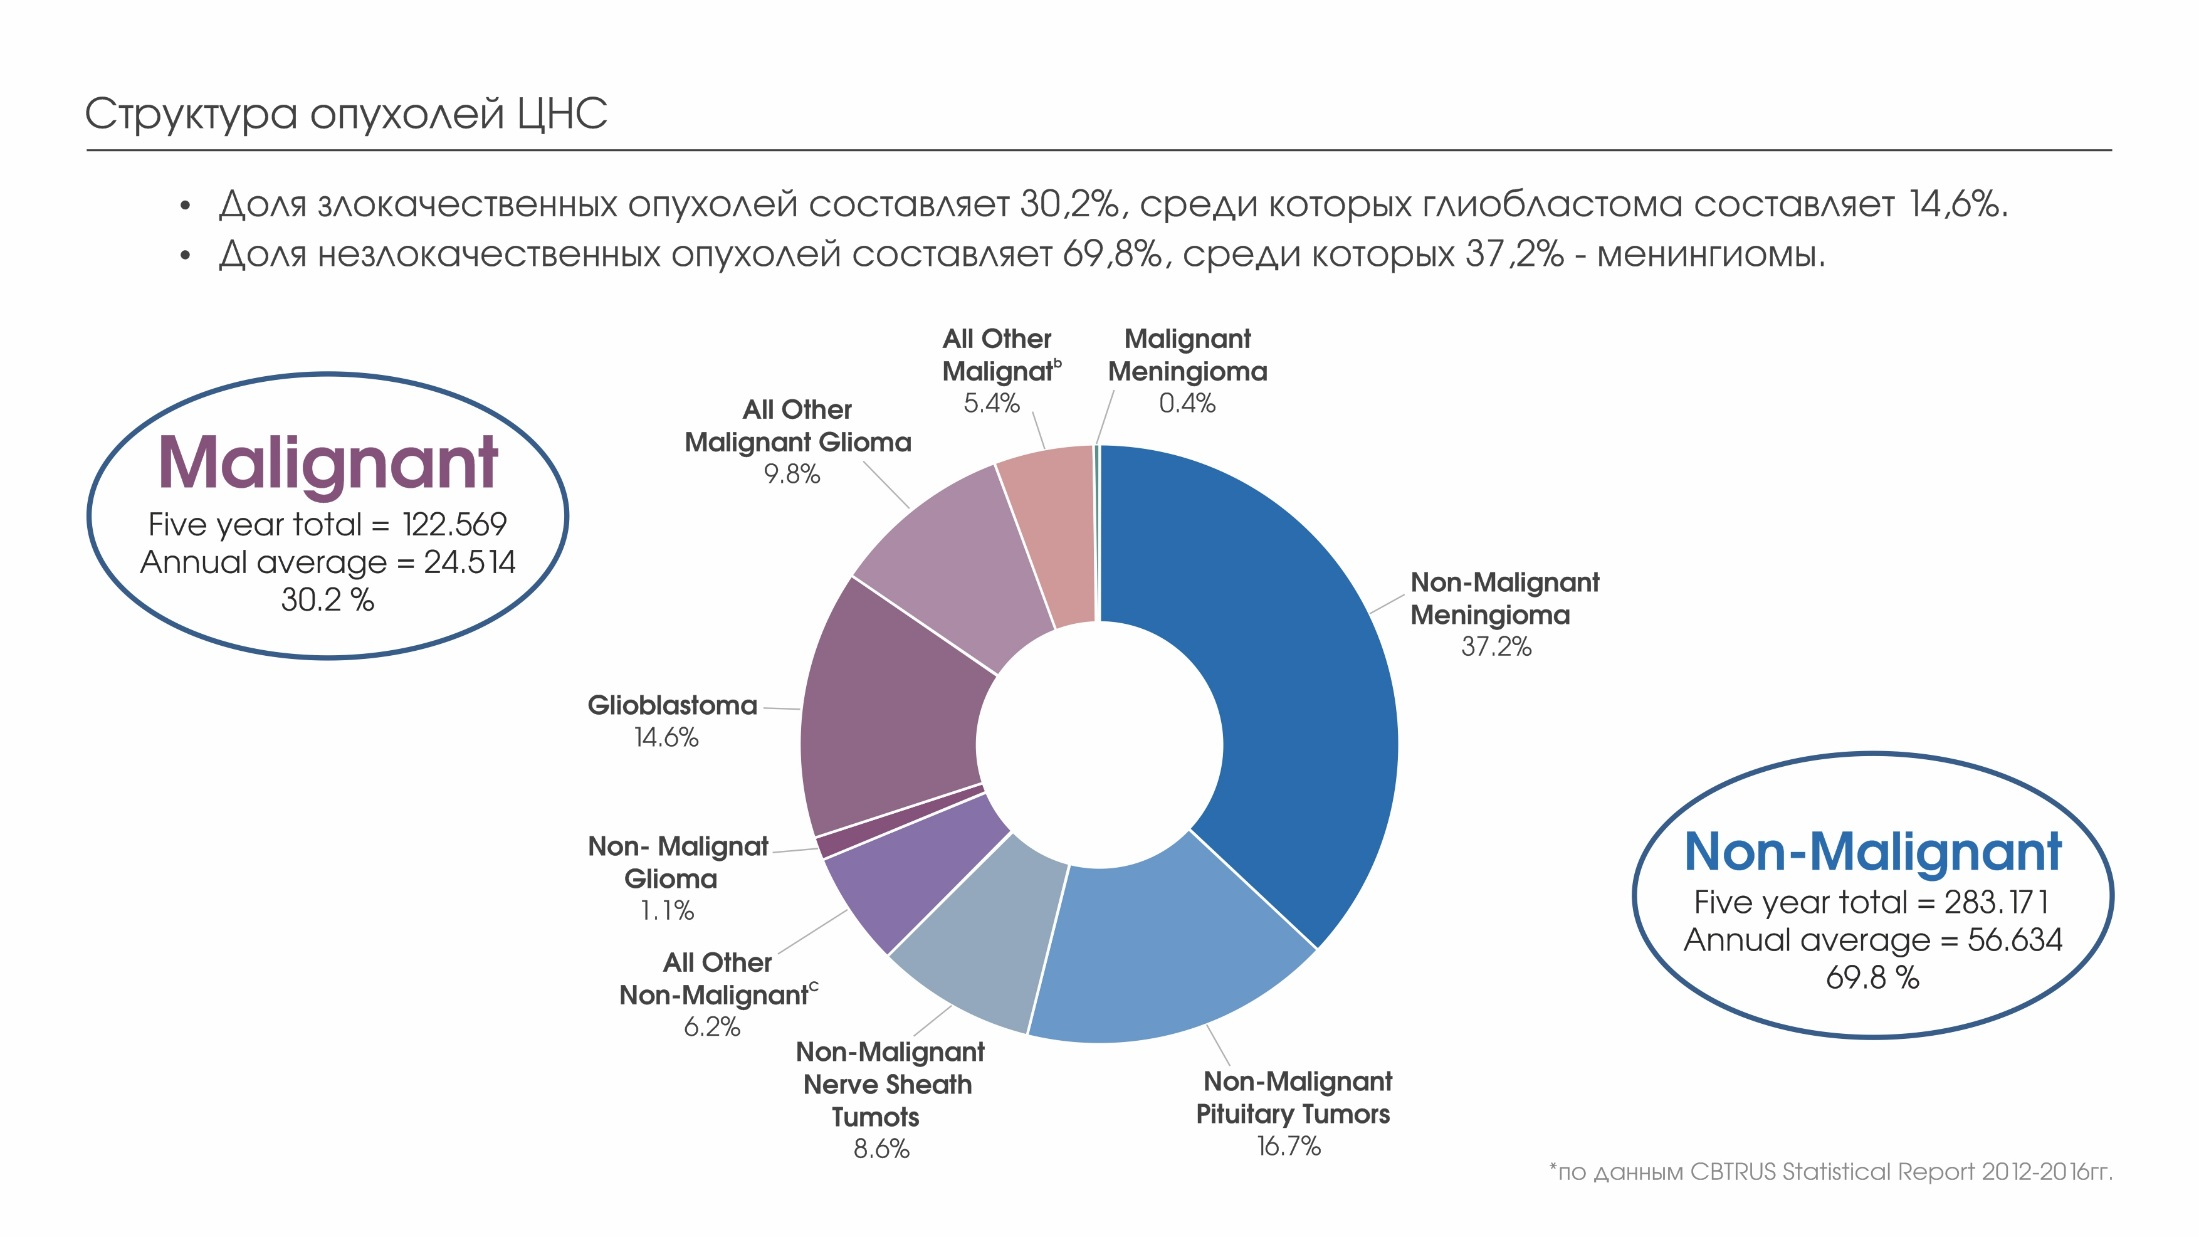 Структура опухолей ЦНС
• Доля злокачественных опухолей составляет 30,2%, среди которых глиобластома составляет 14,6%.
• Доля незлокачественных опухолей составляет 69,8%, среди которых 37,2% - менингиомы.
Malignant
Five year total = 122.569
Annual average = 24.514
30.2 %
All Other
Malignatᵇ
5.4%
Malignant
Meningioma
0.4%
All Other
Malignant Glioma
9.8%
Non-Malignant
Meningioma
37.2%
Glioblastoma
14.6%
Non- Malignat
Glioma
1.1%
All Other
Non-Malignantᶜ
6.2%
Non-Malignant
Nerve Sheath
Tumots
8.6%
Non-Malignant
Pituitary Tumors
16.7%
Non-Malignant
Five year total = 283.171
Annual average = 56.634
69.8 %
*по данным CBTRUS Statistical Report 2012-2016гг.